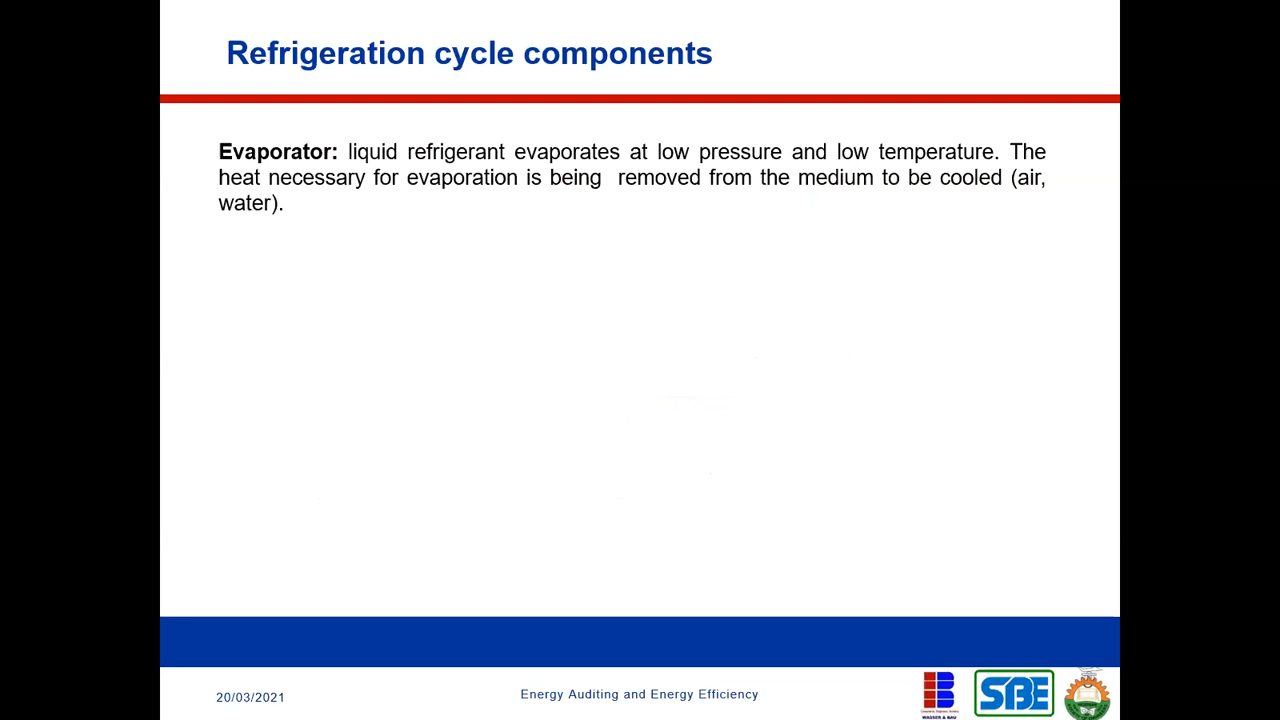 Refrigeration cycle components
Evaporator: liquid refrigerant evaporates at low pressure and low temperature. The
heat necessary for evaporation is being removed from the medium to be cooled (air,
water).
20/03/2021
Energy Auditing and Energy Efficiency
WAUSER & BAU
SBE